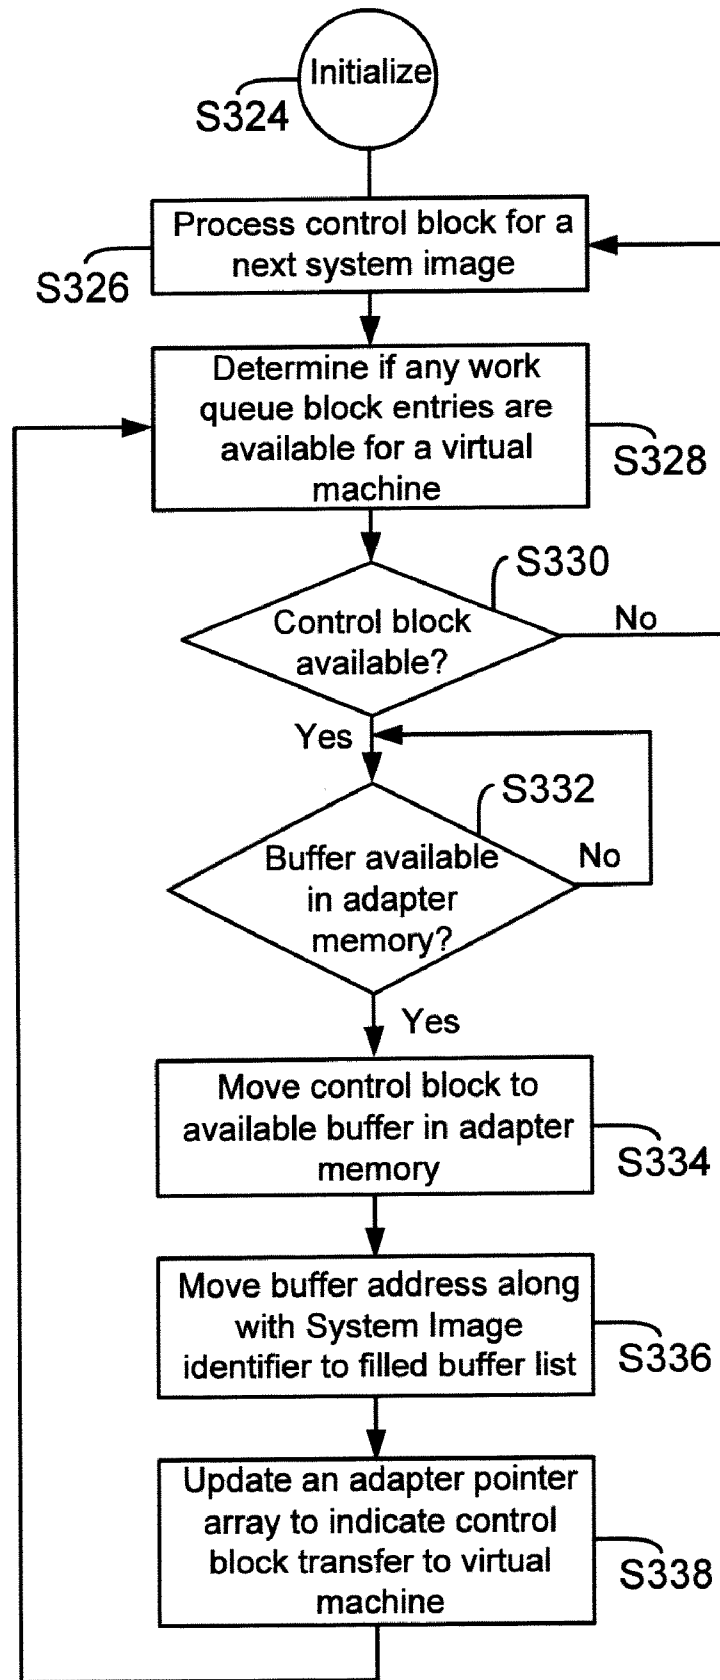 Initialize
S324
Process control block for a
next system image
S326
Determine if any work
queue block entries are
available for a virtual
machine
S328
S330
Control block
available?
No
Yes
S332
Buffer available
in adapter
memory?
No
Yes
Move control block to
available buffer in adapter
memory
S334
Move buffer address along
with System Image
identifier to filled buffer list
S336
Update an adapter pointer
array to indicate control
block transfer to virtual
machine
S338